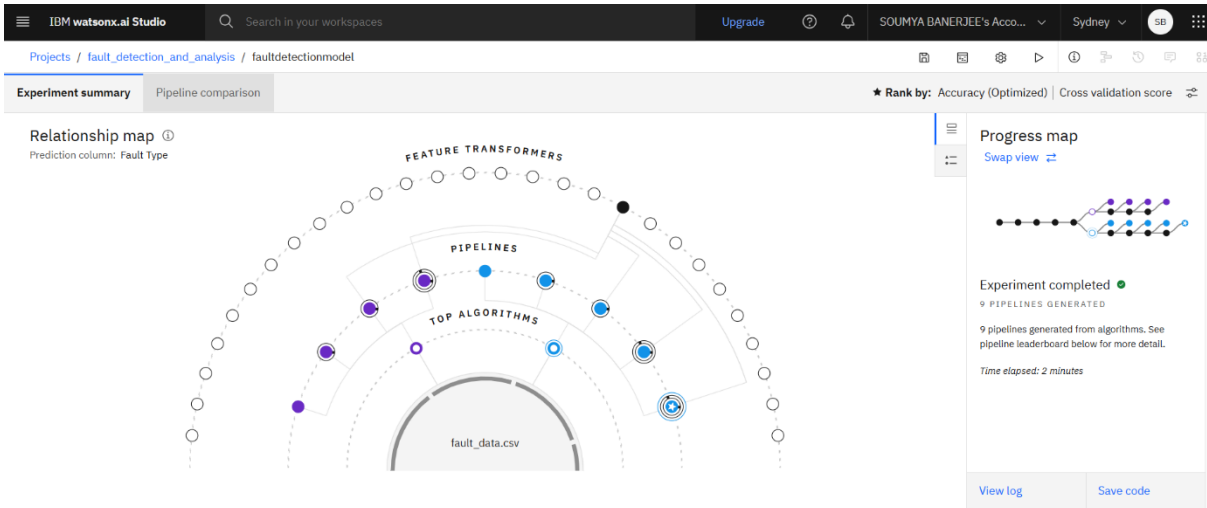 IBM watsonx.ai Studio
Search in your workspaces
Upgrade
SOUMYA BANERJEE's Acco...
Sydney
SB
Projects / fault_detection_and_analysis / faultdetectionmodel
Experiment summary
Pipeline comparison
Rank by: Accuracy (Optimized) | Cross validation score
Relationship map
Prediction column: Fault Type
FEATURE TRANSFORMERS
PIPELINES
TOP ALGORITHMS
fault_data.csv
Progress map
Swap view
Experiment completed
9 PIPELINES GENERATED
9 pipelines generated from algorithms. See
pipeline leaderboard below for more detail.
Time elapsed: 2 minutes
View log
Save code